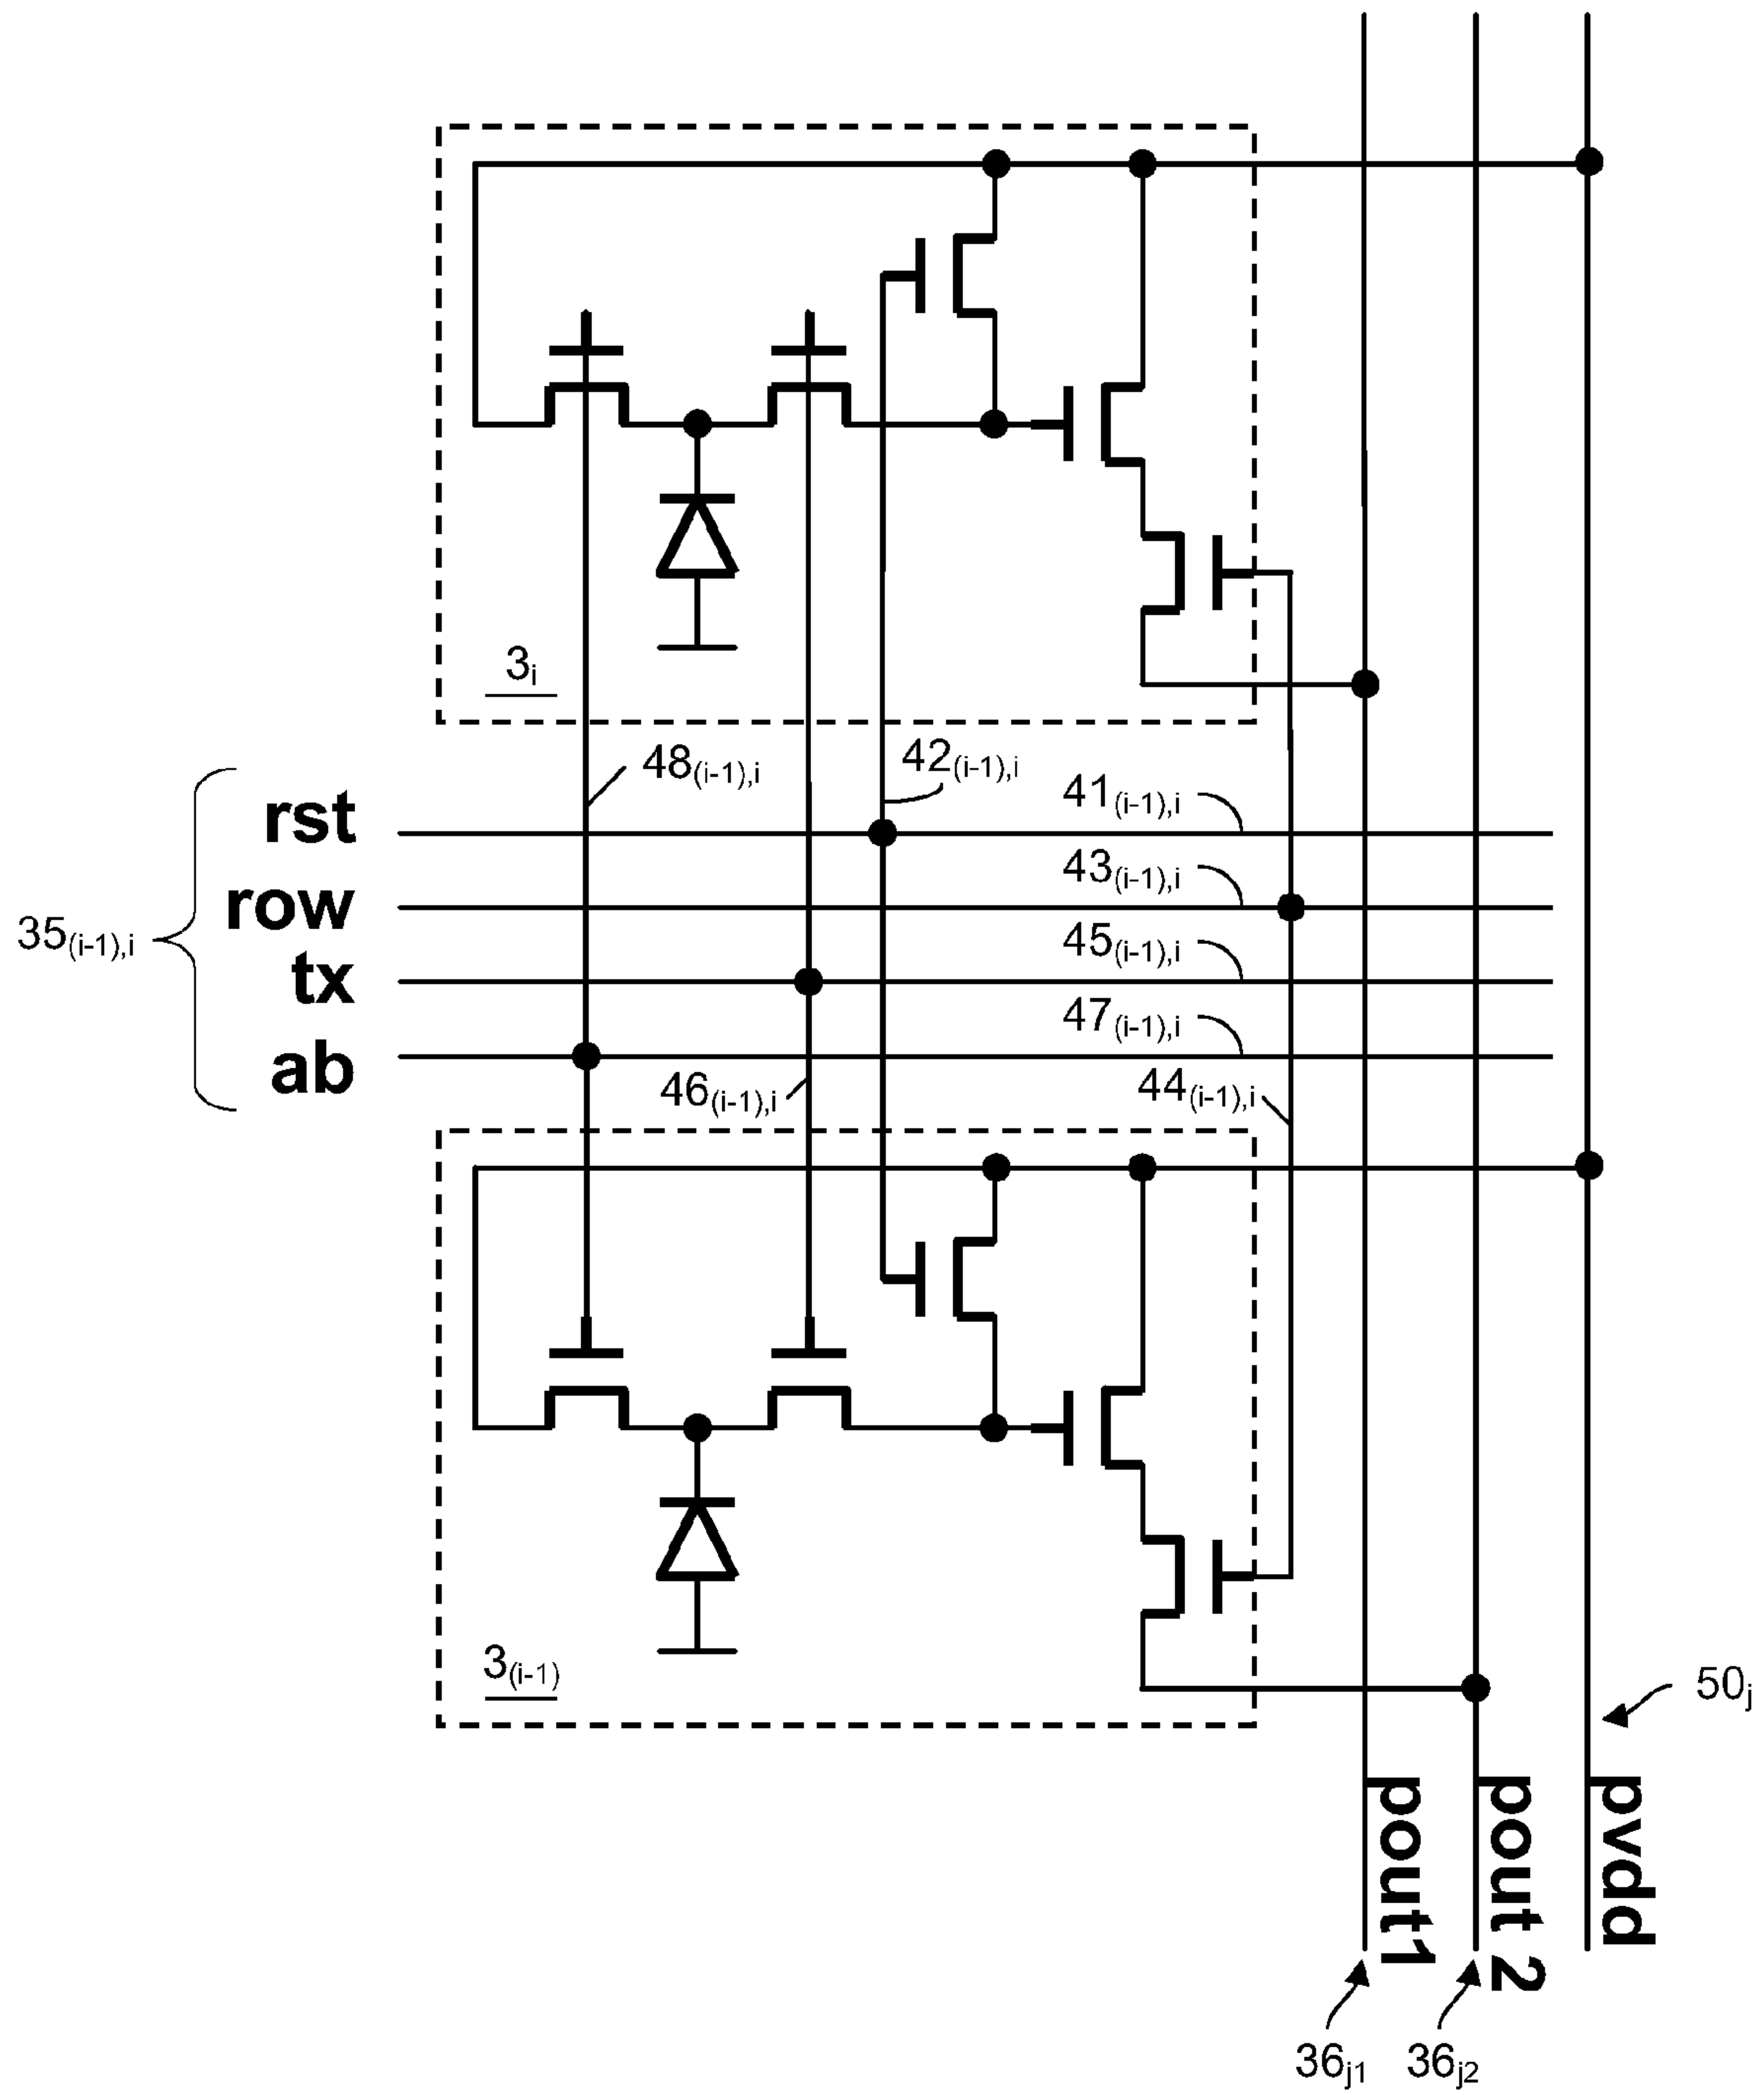 3i
48(i-1),i
42(i-1),i
41(i-1),i
rst
43(i-1),i
row
35(i-1),i
45(i-1),i
tx
47(i-1),i
ab
46(i-1),i
44(i-1),i
3(i-1)
50j
pout1
pout 2
pvdd
36j1
36j2